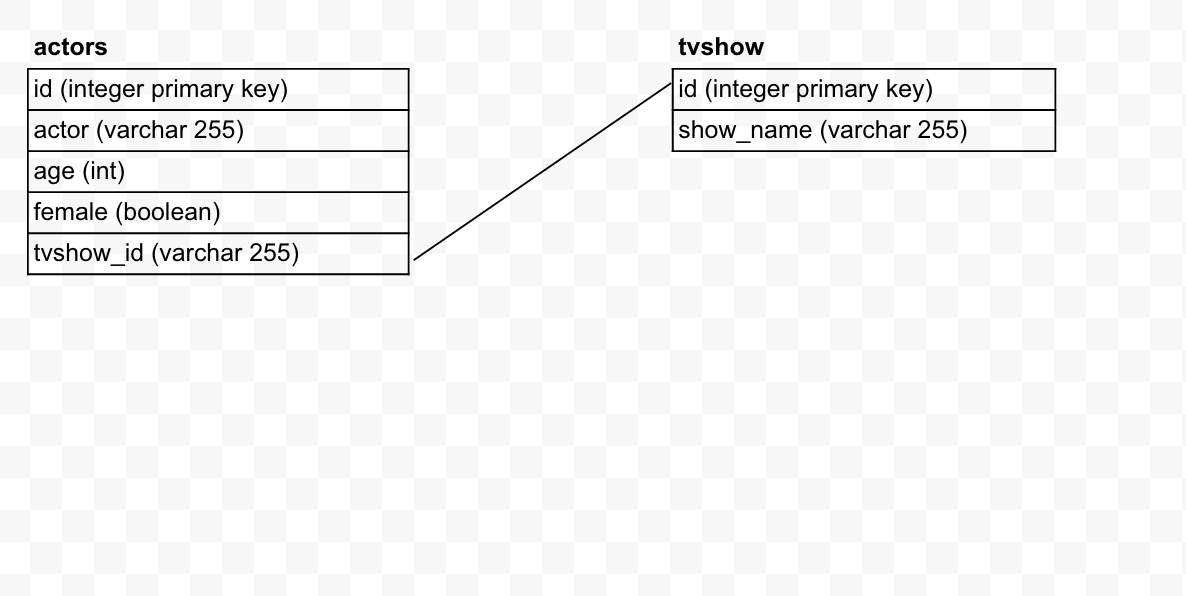 actors
id (integer primary key)
actor (varchar 255)
age (int)
female (boolean)
tvshow_id (varchar 255)
tvshow
id (integer primary key)
show_name (varchar 255)